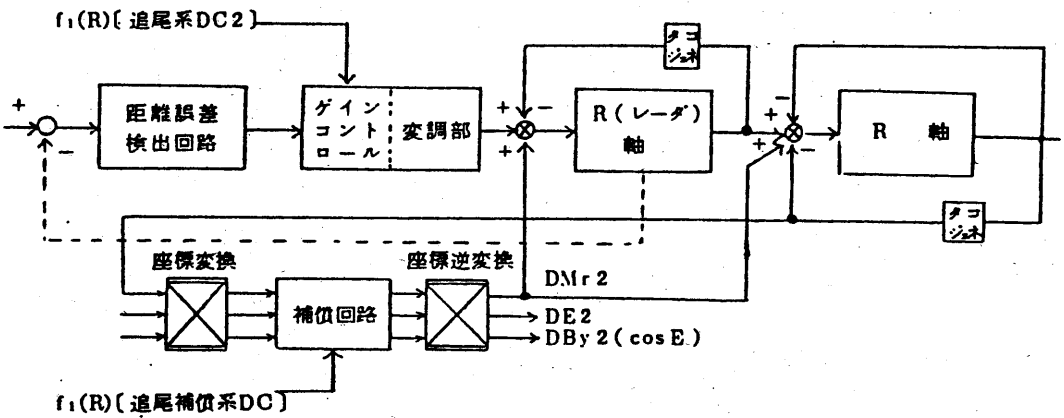 f1(R)〔追尾系DC2〕
タコ
ジェネ
距離誤差
検出回路
ゲイン
コント
ロール
変調部
R(レーダ)
軸
R 軸
タコ
ジェネ
座標変換
座標逆変換
補償回路
DMr2
DE2
DBy2(cosE)
f1(R)〔追尾補償系DC〕